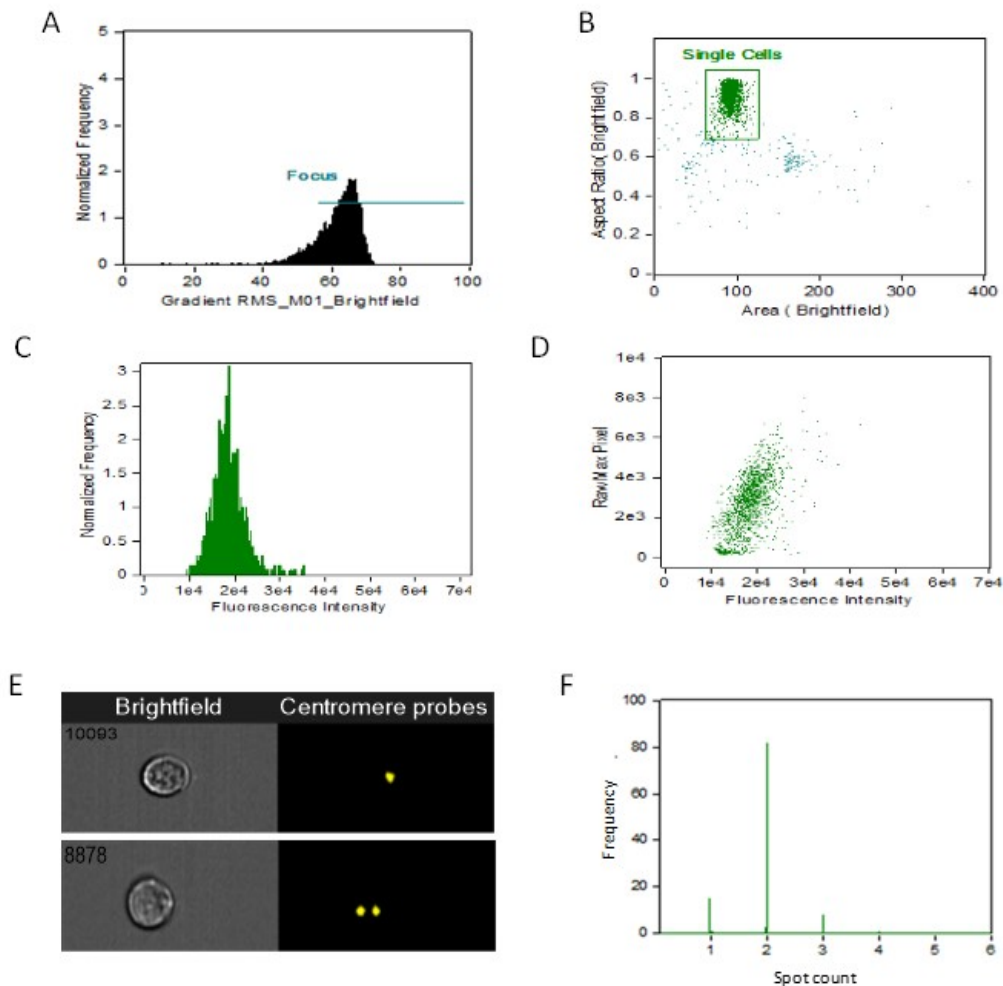 A
5
4
3
2
1
0
Normalized Frequency
Focus
0 20 40 60 80 100
Gradient RMS_M01_Brightfield
B
Single Cells
1
0.8
0.6
0.4
0.2
0
Aspect Ratio( Brightfield)
0 100 200 300 400
Area ( Brightfield)
C
3
2.5
2
1.5
1
0.5
0
Normalized Frequency
0 1e4 2e4 3e4 4e4 5e4 6e4 7e4
Fluorescence Intensity
D
1e4
8e3
6e3
4e3
2e3
0
Raw Max Pixel
0 1e4 2e4 3e4 4e4 5e4 6e4 7e4
Fluorescence Intensity
E
Brightfield Centromere probes
10093
8878
F
100
80
60
40
20
0
Frequency
1 2 3 4 5 6
Spot count